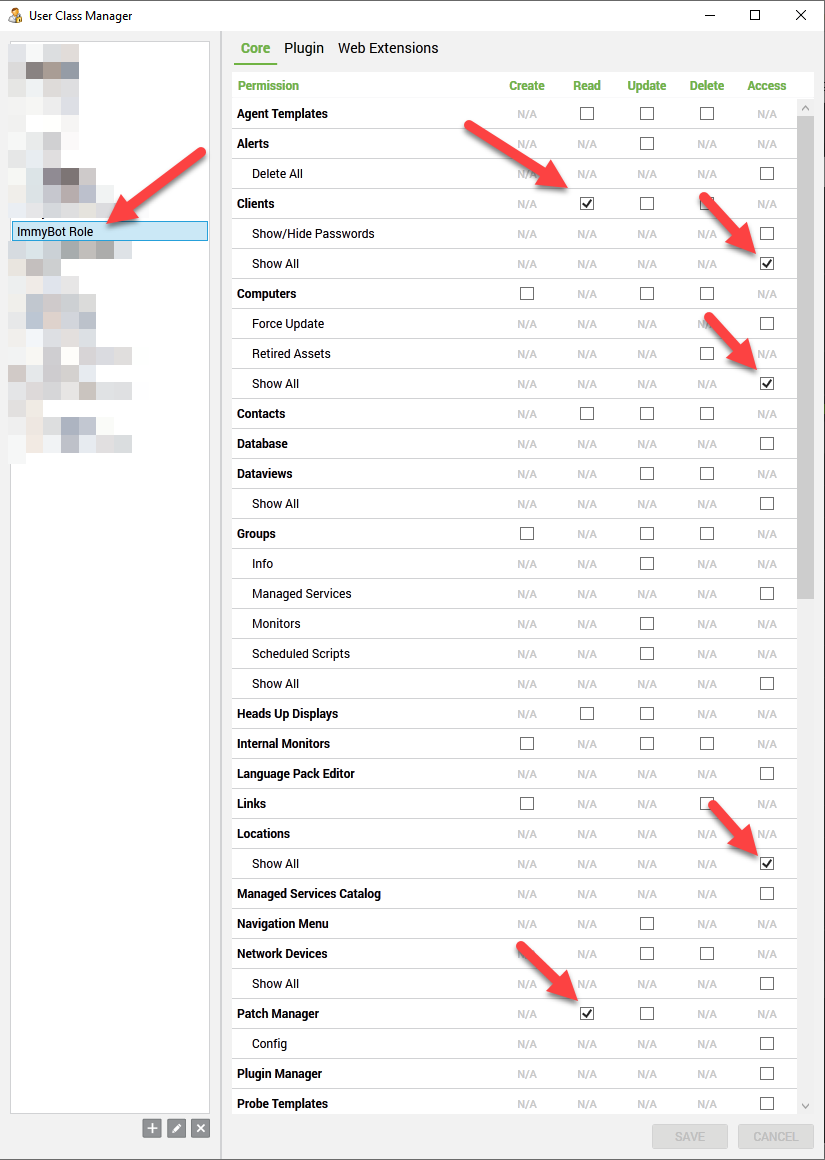 User Class Manager
ImmyBot Role
Core Plugin Web Extensions
Permission Create Read Update Delete Access
Agent Templates N/A N/A
Alerts N/A N/A N/A N/A
Delete All N/A N/A N/A N/A
Clients N/A N/A
Show/Hide Passwords N/A N/A N/A N/A
Show All N/A N/A N/A N/A
Computers N/A N/A
Force Update N/A N/A N/A N/A
Retired Assets N/A N/A N/A N/A
Show All N/A N/A N/A N/A
Contacts N/A N/A
Database N/A N/A N/A N/A
Dataviews N/A N/A N/A
Show All N/A N/A N/A N/A
Groups N/A N/A
Info N/A N/A N/A N/A
Managed Services N/A N/A N/A N/A
Monitors N/A N/A N/A N/A
Scheduled Scripts N/A N/A N/A N/A
Show All N/A N/A N/A N/A
Heads Up Displays N/A N/A N/A
Internal Monitors N/A N/A
Language Pack Editor N/A N/A N/A N/A
Links N/A N/A N/A
Locations N/A N/A N/A N/A N/A
Show All N/A N/A N/A N/A
Managed Services Catalog N/A N/A N/A N/A
Navigation Menu N/A N/A N/A N/A
Network Devices N/A N/A N/A
Show All N/A N/A N/A N/A
Patch Manager N/A N/A N/A
Config N/A N/A N/A N/A
Plugin Manager N/A N/A N/A N/A
Probe Templates N/A N/A N/A N/A
SAVE CANCEL